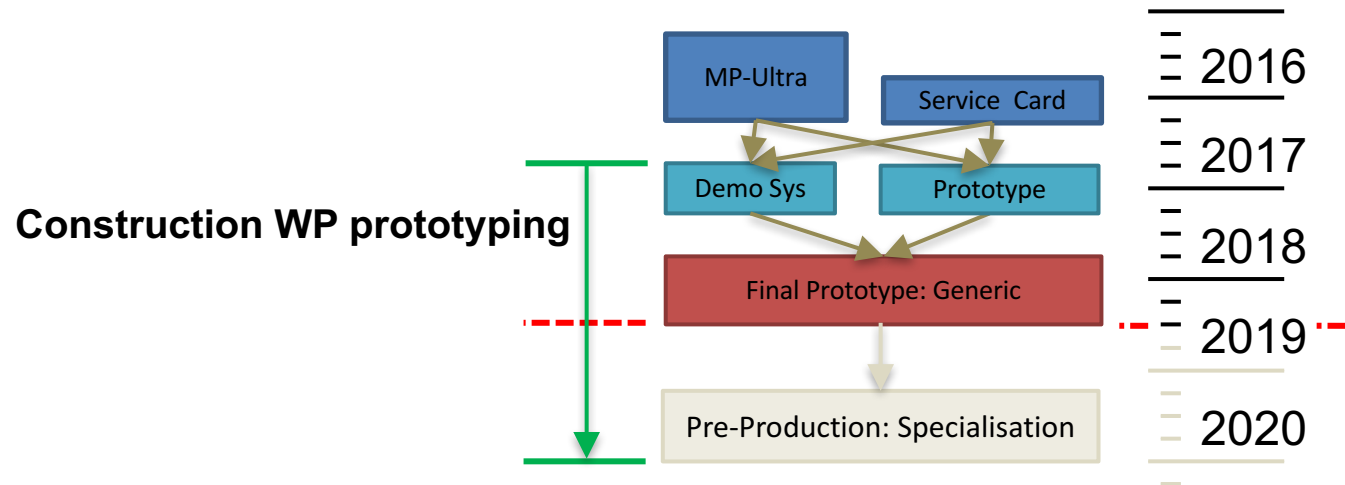 MP-Ultra
Service Card
2016
2017
Demo Sys
Prototype
Construction WP prototyping
2018
Final Prototype: Generic
2019
Pre-Production: Specialisation
2020